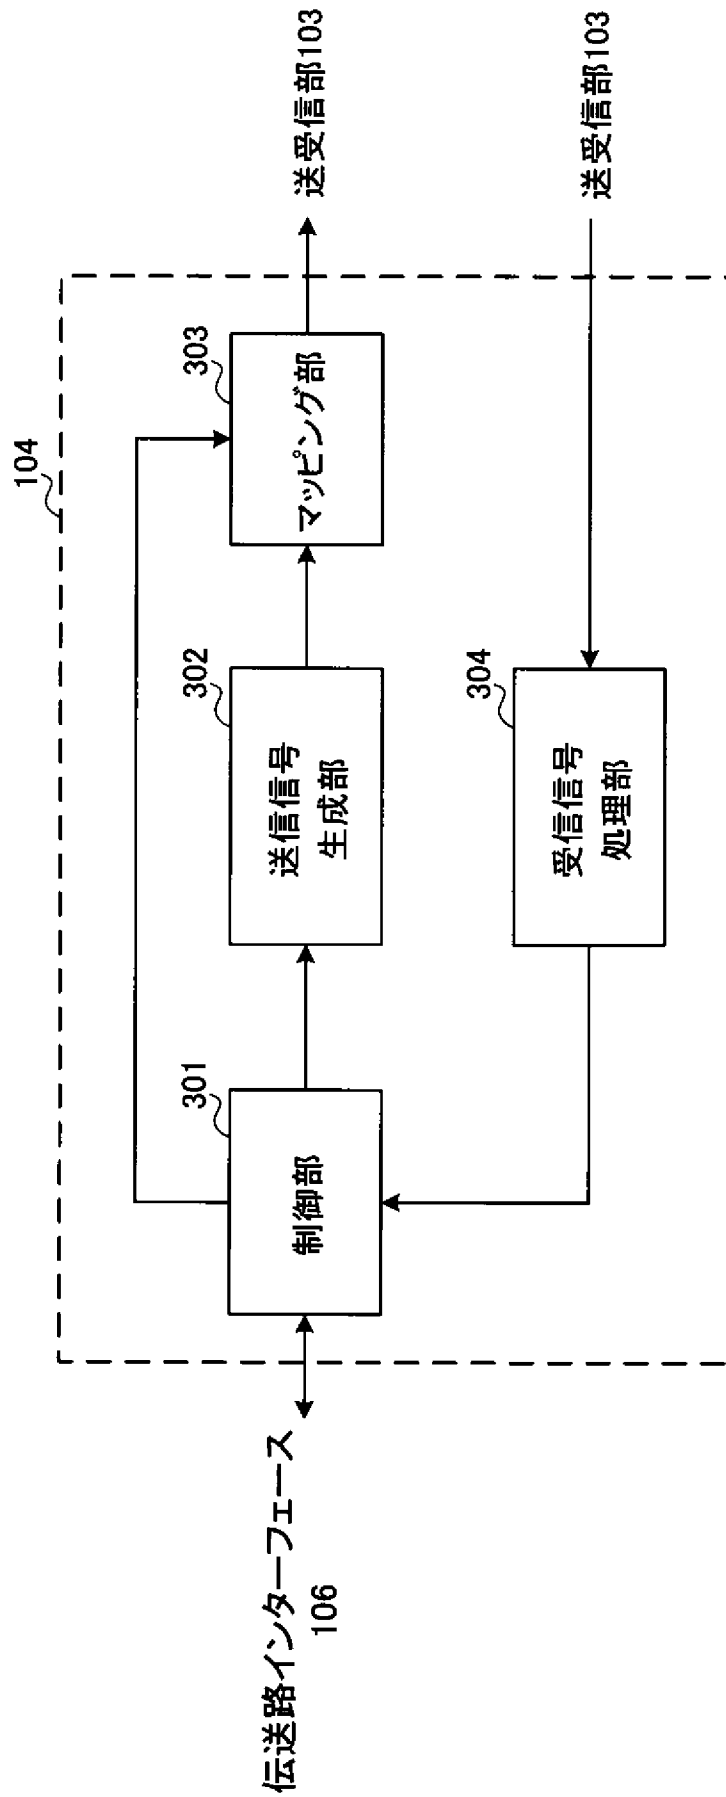 104
伝送路インターフェース
106
301
制御部
302
送信信号
生成部
303
マッピング部
送受信部103
304
受信信号
処理部
送受信部103